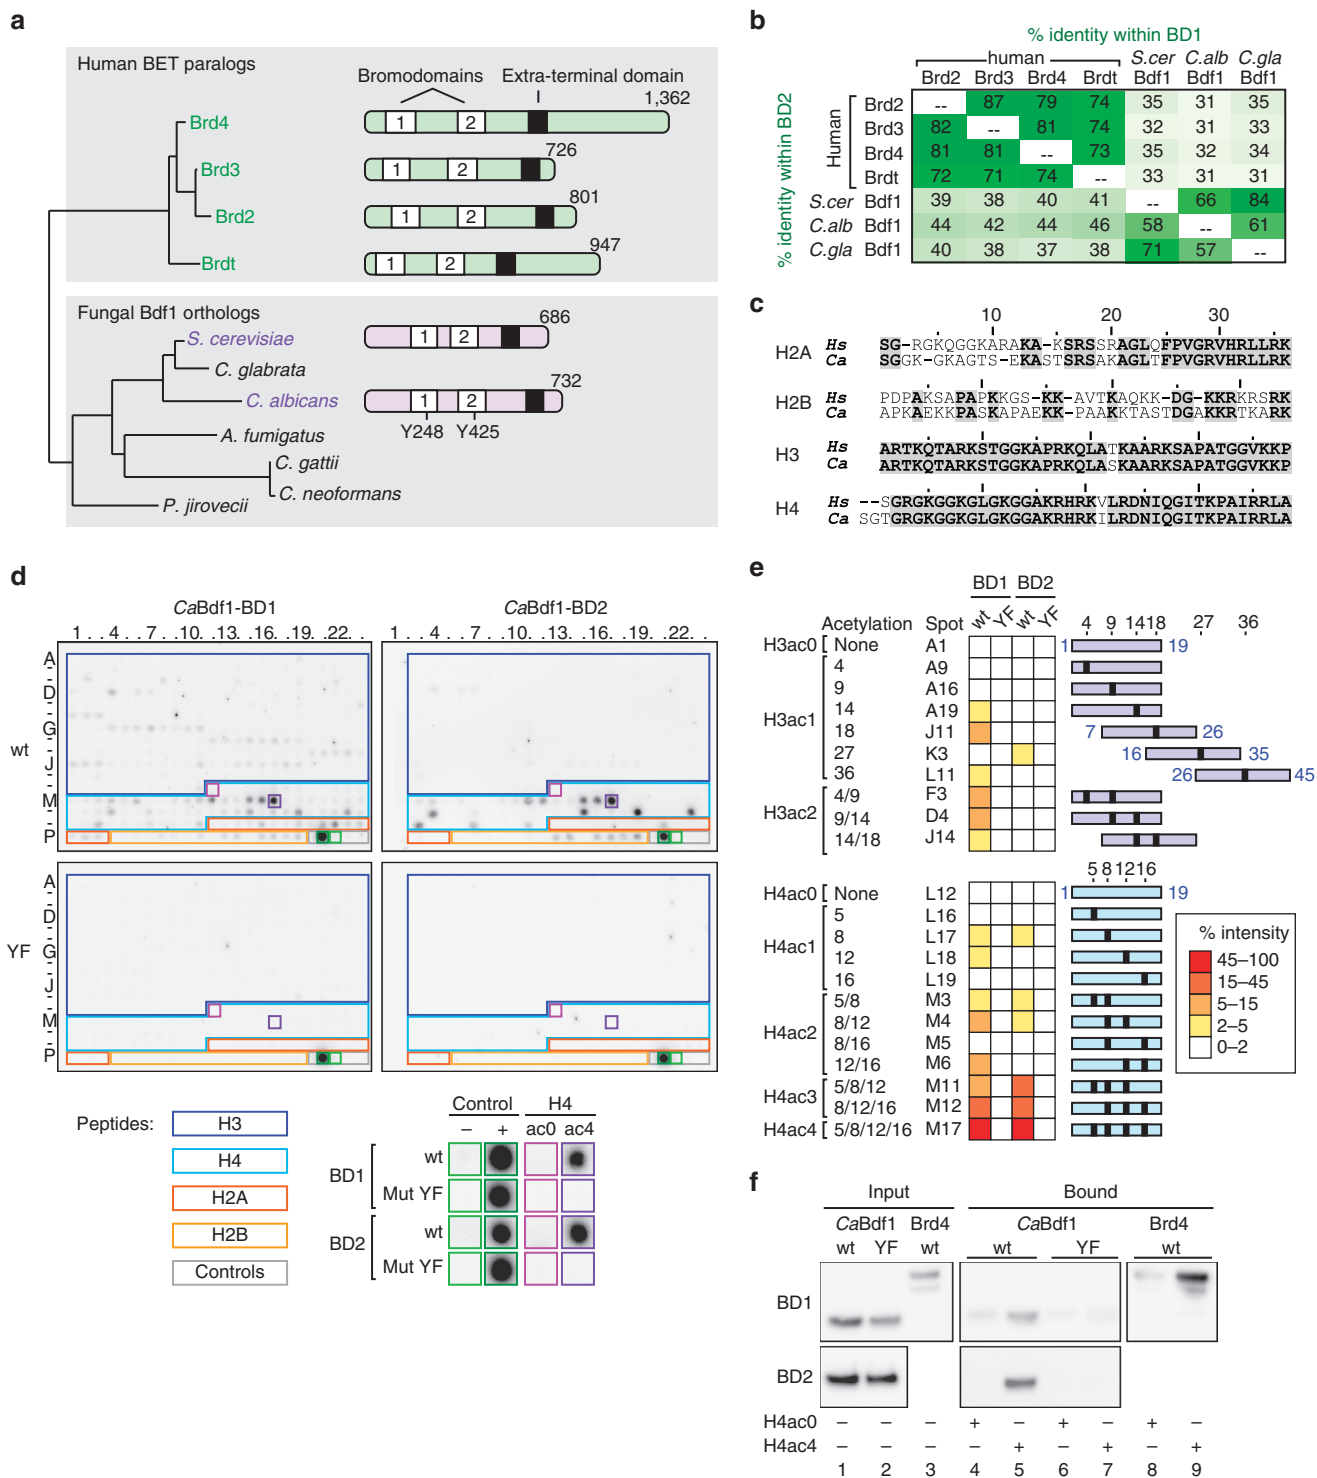 a
Human BET paralogs
Bromodomains
Extra-terminal domain
Brd4
1 2
1,362
Brd3
1 2
726
Brd2
1 2
801
Brdt
1 2
947
Fungal Bdf1 orthologs
S. cerevisiae
1 2
686
C. glabrata
C. albicans
1 2
732
Y248 Y425
A. fumigatus
C. gattii
C. neoformans
P. jirovecii
b
% identity within BD1
human S.cer C.alb C.gla
Brd2 Brd3 Brd4 Brdt Bdf1 Bdf1 Bdf1
% identity within BD2
Human
Brd2 -- 87 79 74 35 31 35
Brd3 82 -- 81 74 32 31 33
Brd4 81 81 -- 73 35 32 34
Brdt 72 71 74 -- 33 31 31
S.cer Bdf1 39 38 40 41 -- 66 84
C.alb Bdf1 44 42 44 46 58 -- 61
C.gla Bdf1 40 38 37 38 71 57 --
c
10 20 30
H2A
Hs SG-RGKQGGKARAKA-KSRSSRAGLQFPVGRVHRLLRK
Ca SGGK-GKAGTS-EKASTSRSAKAGLTFPVGRVHRLLRK
H2B
Hs PDPAKSAPAPKKGS-KK-AVTKAQKK-DG-KKRKRSRK
Ca APKAEKKPASKAPAEKK-PAAKKTASTDGAKKRTKARK
H3
Hs ARTKQTARKSTGGKAPRKQLATKAARKSAPATGGVKKP
Ca ARTKQTARKSTGGKAPRKQLASKAARKSAPATGGVKKP
H4
Hs --SGRGKGGKGLGKGGAKRHRKVLRDNIQGITKPAIRRLA
Ca SGTGRGKGGKGLGKGGAKRHRKILRDNIQGITKPAIRRLA
d
CaBdf1-BD1 CaBdf1-BD2
1 . . 4 . . 7 . . 10. . .13. . .16. . .19. . .22. . 1 . . 4 . . 7 . . 10. . .13. . .16. . .19. . .22. .
wt
A
-
-
D
-
-
G
-
-
J
-
-
M
-
-
P
YF
A
-
-
D
-
-
G
-
-
J
-
-
M
-
-
P
Peptides:
H3
H4
H2A
H2B
Controls
Control H4
– + ac0 ac4
BD1
wt
Mut YF
BD2
wt
Mut YF
e
BD1 BD2
Acetylation Spot wt YF wt YF
4 9 1418 27 36
H3ac0 None A1 1 19
H3ac1
4 A9
9 A16
14 A19
18 J11 7 26
27 K3 16 35
36 L11 26 45
H3ac2
4/9 F3
9/14 D4
14/18 J14
5 8 1216
H4ac0 None L12 1 19
H4ac1
5 L16
8 L17
12 L18
16 L19
H4ac2
5/8 M3
8/12 M4
8/16 M5
12/16 M6
H4ac3
5/8/12 M11
8/12/16 M12
H4ac4 5/8/12/16 M17
% intensity
45–100
15–45
5–15
2–5
0–2
f
Input Bound
CaBdf1 Brd4 CaBdf1 Brd4
wt YF wt wt YF wt
BD1
BD2
H4ac0 – – – + – + – + –
H4ac4 – – – – + – + – +
1 2 3 4 5 6 7 8 9